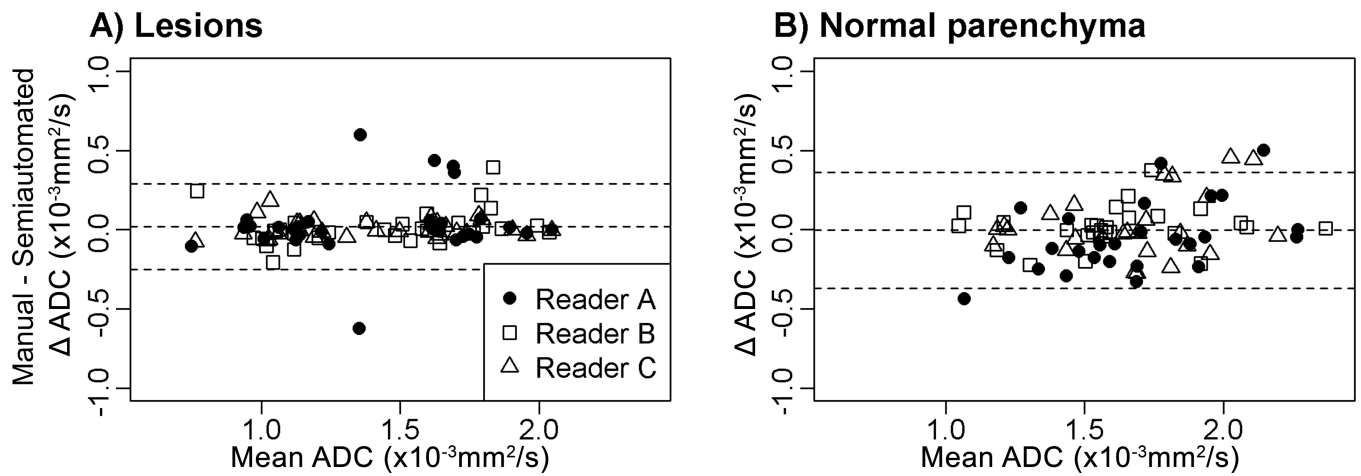 A) Lesions
Manual - Semiautomated
Δ ADC (x10⁻³mm²/s)
1.0
0.5
0.0
-0.5
-1.0
Reader A
Reader B
Reader C
1.0 1.5 2.0
Mean ADC (x10⁻³mm²/s)
B) Normal parenchyma
Δ ADC (x10⁻³mm²/s)
1.0
0.5
0.0
-0.5
-1.0
1.0 1.5 2.0
Mean ADC (x10⁻³mm²/s)